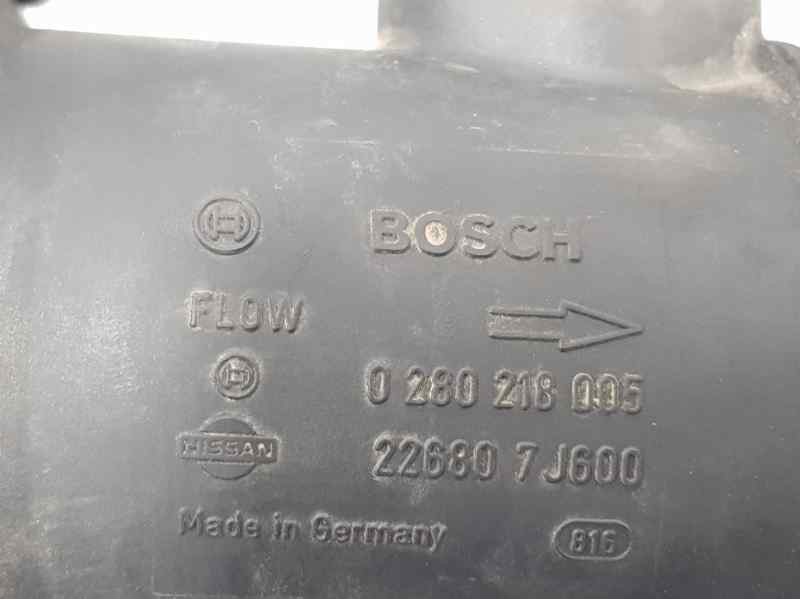 BOSCH
FLOW
0 280 218 005
NISSAN 22680 7J600
Made in Germany 816